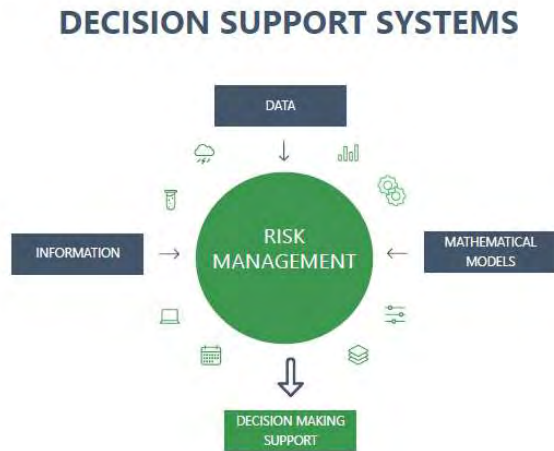 DECISION SUPPORT SYSTEMS
DATA
RISK
MANAGEMENT
INFORMATION
MATHEMATICAL
MODELS
DECISION MAKING
SUPPORT